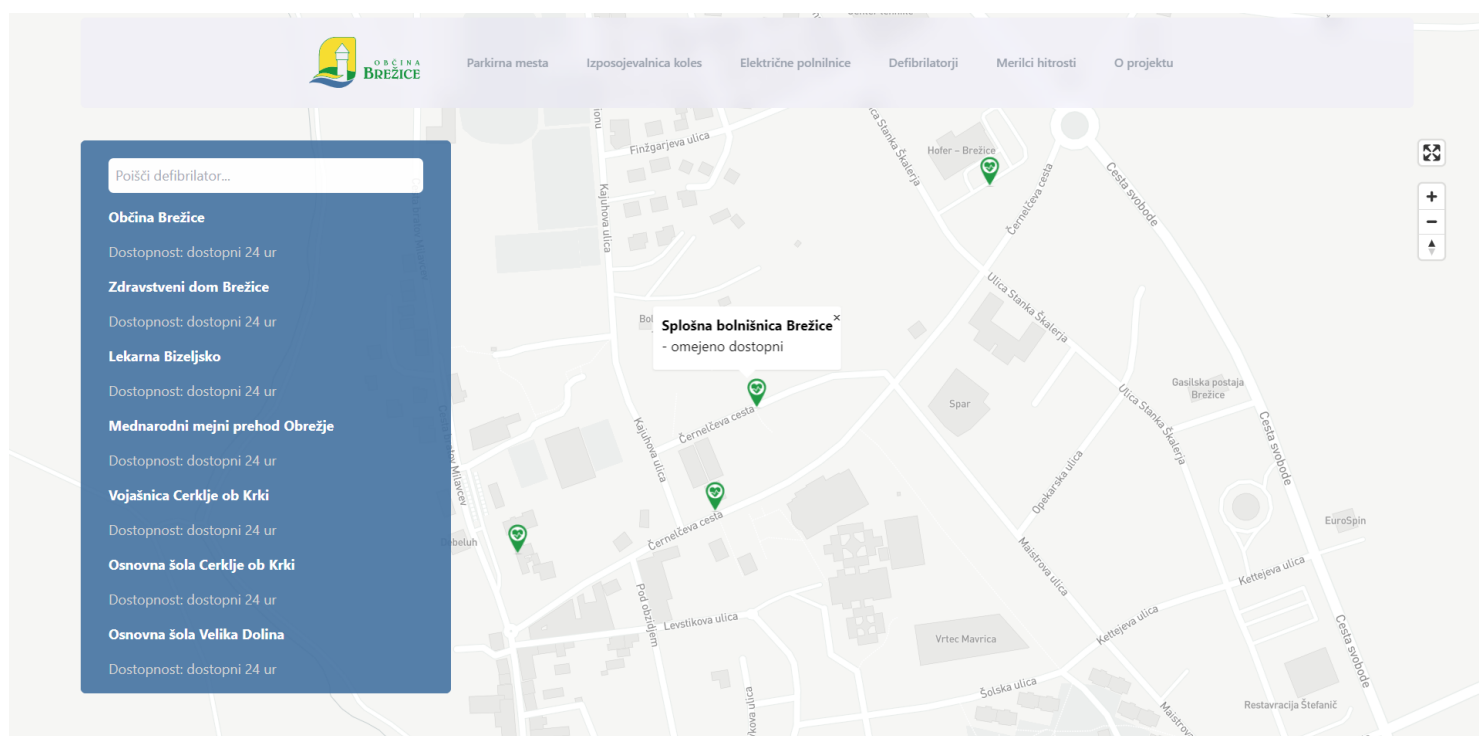 OBČINA
BREŽICE
Parkirna mesta
Izposojevalnica koles
Električne polnilnice
Defibrilatorji
Merilci hitrosti
O projektu
Poišči defibrilator...
Občina Brežice
Dostopnost: dostopni 24 ur
Zdravstveni dom Brežice
Dostopnost: dostopni 24 ur
Lekarna Bizeljsko
Dostopnost: dostopni 24 ur
Mednarodni mejni prehod Obrežje
Dostopnost: dostopni 24 ur
Vojašnica Cerklje ob Krki
Dostopnost: dostopni 24 ur
Osnovna šola Cerklje ob Krki
Dostopnost: dostopni 24 ur
Osnovna šola Velika Dolina
Dostopnost: dostopni 24 ur
Finžgarjeva ulica
Ulica Stanka Škalerja
Hofer – Brežice
Černelčeva cesta
Cesta svobode
Kajuhova ulica
Ulica Stanka Škalerja
Splošna bolnišnica Brežice
- omejeno dostopni
Spar
Gasilska postaja
Brežice
Ulica Stanka Škalerja
Cesta svobode
Černelčeva cesta
Kajuhova ulica
Opekarska ulica
Černelčeva cesta
EuroSpin
Maistrova ulica
Kettejeva ulica
Pod obzidjem
Levstikova ulica
Vrtec Mavrica
Kettejeva ulica
Cesta svobode
Šolska ulica
Restavracija Štefanič